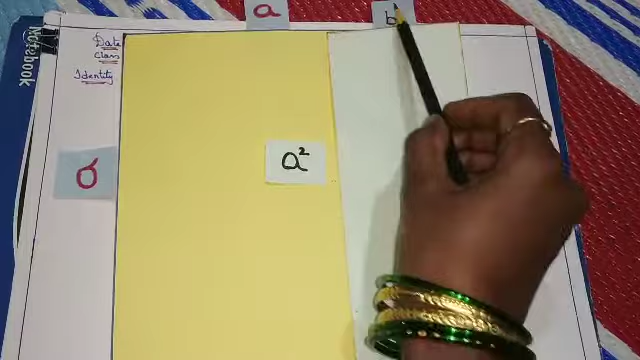 Notebook
a
b
Date
Class
Identity
a²
a